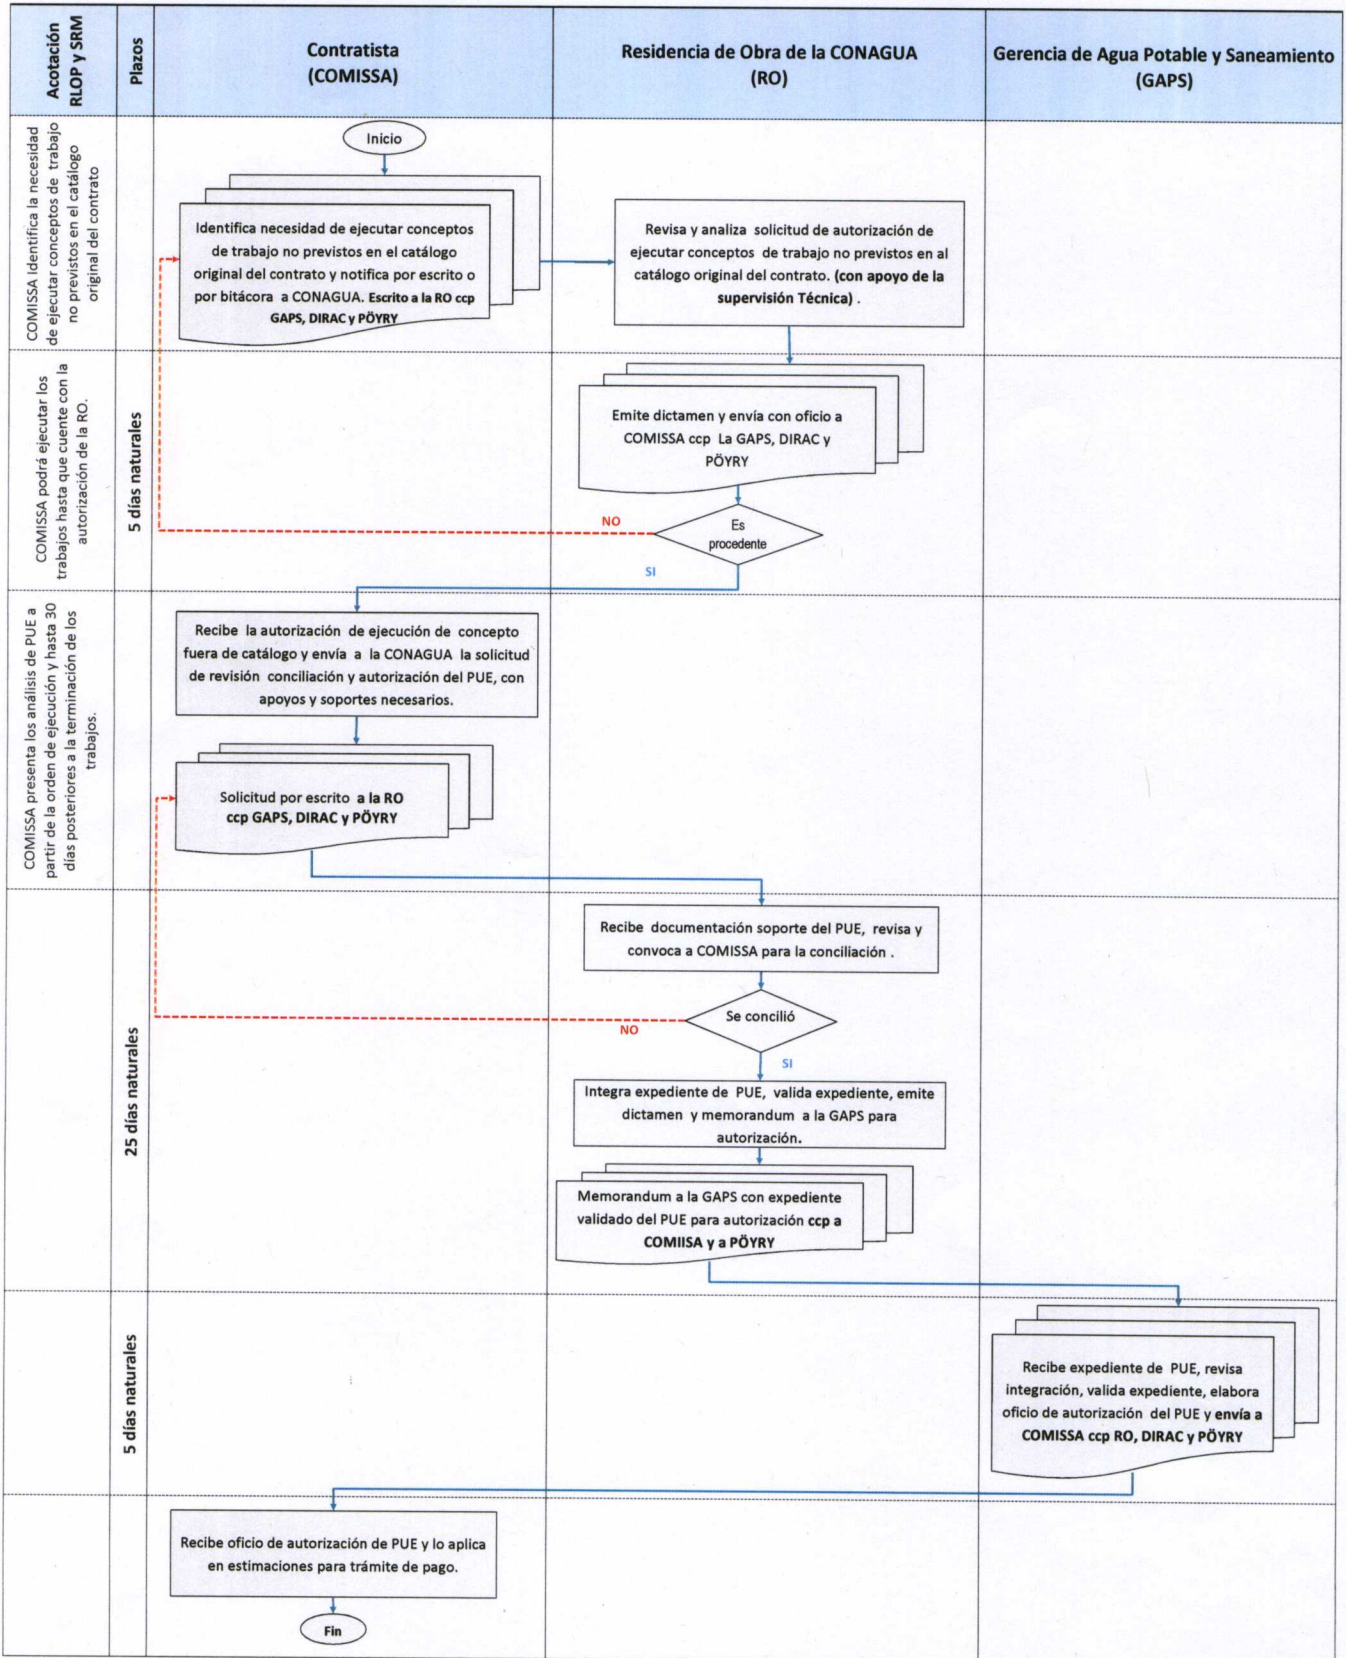 Acotación
RLOP y SRM
Plazos
Contratista
(COMISSA)
Residencia de Obra de la CONAGUA
(RO)
Gerencia de Agua Potable y Saneamiento
(GAPS)
COMISSA Identifica la necesidad
de ejecutar conceptos de trabajo
no previstos en el catálogo
original del contrato
Inicio
Identifica necesidad de ejecutar conceptos
de trabajo no previstos en el catálogo
original del contrato y notifica por escrito o
por bitácora a CONAGUA. Escrito a la RO ccp
GAPS, DIRAC y PÖYRY
Revisa y analiza solicitud de autorización de
ejecutar conceptos de trabajo no previstos en al
catálogo original del contrato. (con apoyo de la
supervisión Técnica) .
COMISSA podrá ejecutar los
trabajos hasta que cuente con la
autorización de la RO.
5 días naturales
Emite dictamen y envía con oficio a
COMISSA ccp La GAPS, DIRAC y
PÖYRY
NO
Es
procedente
SI
COMISSA presenta los análisis de PUE a
partir de la orden de ejecución y hasta 30
días posteriores a la terminación de los
trabajos.
Recibe la autorización de ejecución de concepto
fuera de catálogo y envía a la CONAGUA la solicitud
de revisión conciliación y autorización del PUE, con
apoyos y soportes necesarios.
Solicitud por escrito a la RO
ccp GAPS, DIRAC y PÖYRY
25 días naturales
Recibe documentación soporte del PUE, revisa y
convoca a COMISSA para la conciliación .
Se concilió
NO
SI
Integra expediente de PUE, valida expediente, emite
dictamen y memorandum a la GAPS para
autorización.
Memorandum a la GAPS con expediente
validado del PUE para autorización ccp a
COMIISA y a PÖYRY
5 días naturales
Recibe expediente de PUE, revisa
integración, valida expediente, elabora
oficio de autorización del PUE y envía a
COMISSA ccp RO, DIRAC y PÖYRY
Recibe oficio de autorización de PUE y lo aplica
en estimaciones para trámite de pago.
Fin